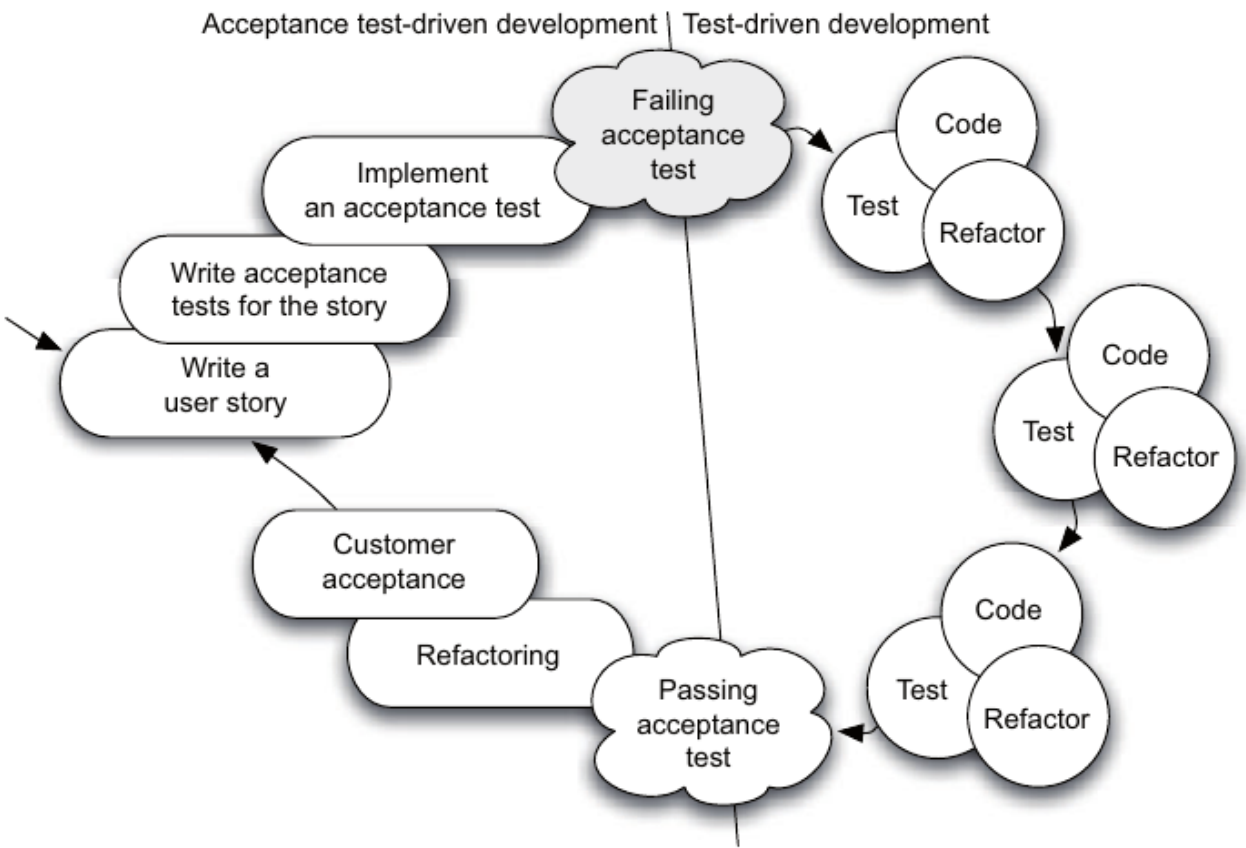 Acceptance test-driven development
Test-driven development
Failing
acceptance
test
Implement
an acceptance test
Write acceptance
tests for the story
Write a
user story
Code
Test
Refactor
Code
Test
Refactor
Code
Test
Refactor
Passing
acceptance
test
Refactoring
Customer
acceptance